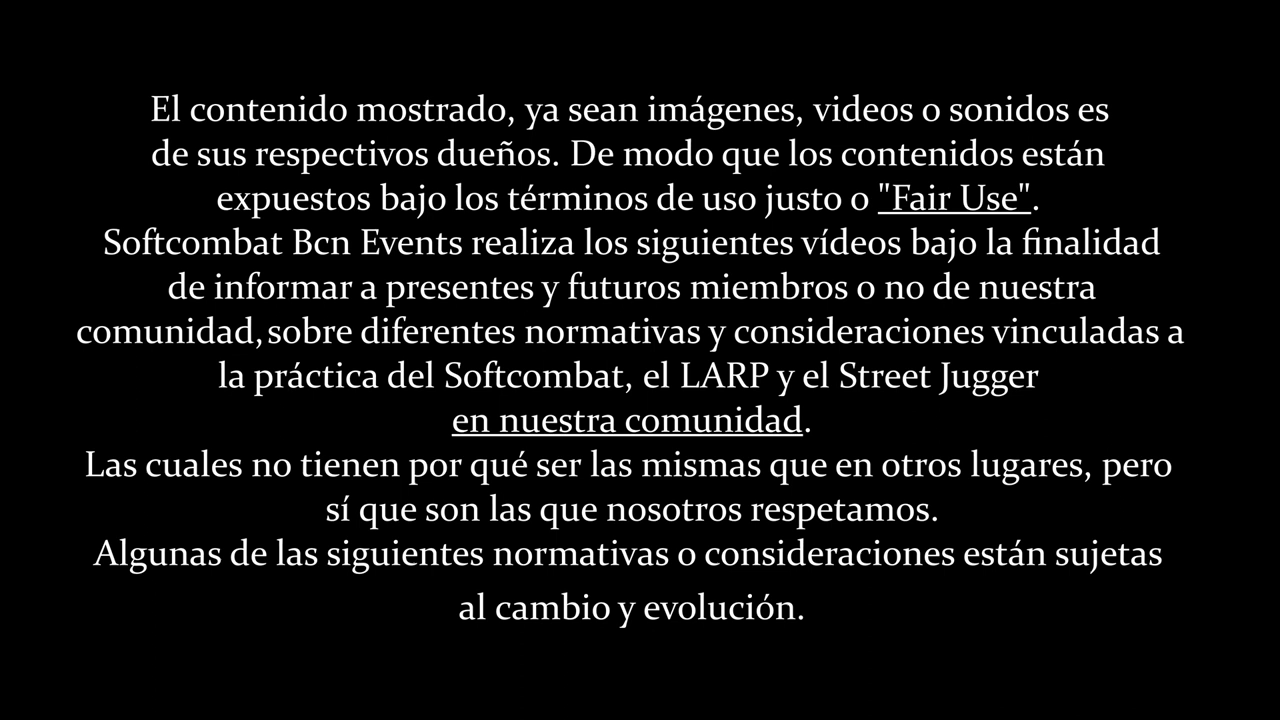 El contenido mostrado, ya sean imágenes, videos o sonidos es
de sus respectivos dueños. De modo que los contenidos están
expuestos bajo los términos de uso justo o "Fair Use".
Softcombat Bcn Events realiza los siguientes vídeos bajo la finalidad
de informar a presentes y futuros miembros o no de nuestra
comunidad, sobre diferentes normativas y consideraciones vinculadas a
la práctica del Softcombat, el LARP y el Street Jugger
en nuestra comunidad.
Las cuales no tienen por qué ser las mismas que en otros lugares, pero
sí que son las que nosotros respetamos.
Algunas de las siguientes normativas o consideraciones están sujetas
al cambio y evolución.